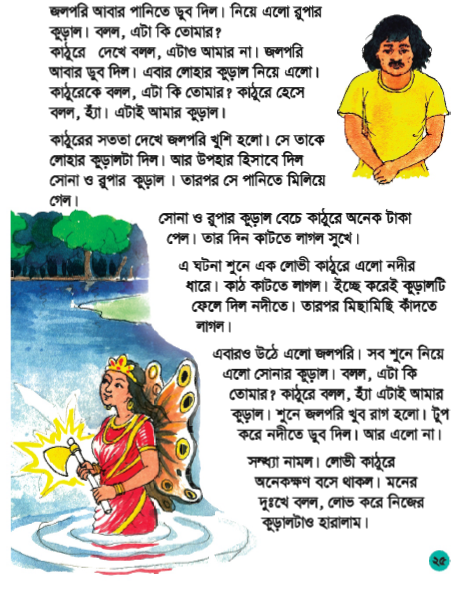 জলপরি আবার পানিতে ডুব দিল। নিয়ে এলো রুপার
কুড়াল। বলল, এটা কি তোমার?
কাঠুরে দেখে বলল, এটাও আমার না। জলপরি
আবার ডুব দিল। এবার লোহার কুড়াল নিয়ে এলো।
কাঠুরেকে বলল, এটা কি তোমার? কাঠুরে হেসে
বলল, হ্যাঁ। এটাই আমার কুড়াল।
কাঠুরের সততা দেখে জলপরি খুশি হলো। সে তাকে
লোহার কুড়ালটা দিল। আর উপহার হিসাবে দিল
সোনা ও রুপার কুড়াল । তারপর সে পানিতে মিলিয়ে
গেল।
সোনা ও রুপার কুড়াল বেচে কাঠুরে অনেক টাকা
পেল। তার দিন কাটতে লাগল সুখে।
এ ঘটনা শুনে এক লোভী কাঠুরে এলো নদীর
ধারে। কাঠ কাটতে লাগল। ইচ্ছে করেই কুড়ালটি
ফেলে দিল নদীতে। তারপর মিছামিছি কাঁদতে
লাগল।
এবারও উঠে এলো জলপরি। সব শুনে নিয়ে
এলো সোনার কুড়াল। বলল, এটা কি
তোমার? কাঠুরে বলল, হ্যাঁ এটাই আমার
কুড়াল। শুনে জলপরি খুব রাগ হলো। টুপ
করে নদীতে ডুব দিল। আর এলো না।
সন্ধ্যা নামল। লোভী কাঠুরে
অনেকক্ষণ বসে থাকল। মনের
দুঃখে বলল, লোভ করে নিজের
কুড়ালটাও হারালাম।
২৫